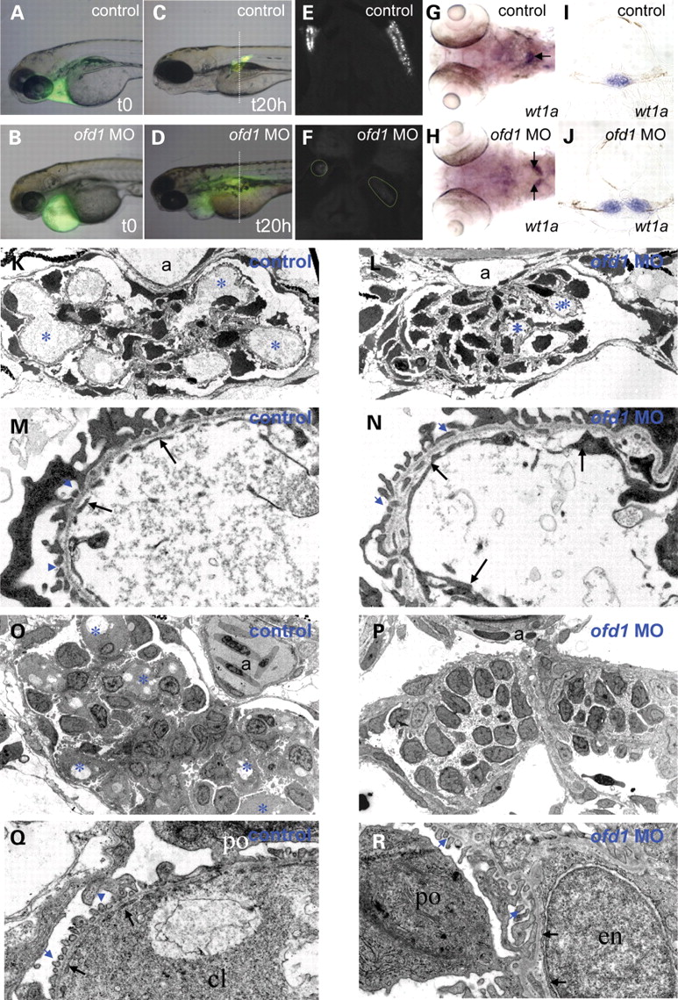 A control
C control
E control
G control
I control
t0
t20h
wt1a
wt1a
B ofd1 MO
D ofd1 MO
F ofd1 MO
H ofd1 MO
J ofd1 MO
t0
t20h
wt1a
wt1a
K control
a
* * *
L ofd1 MO
a
** *
M control
N ofd1 MO
O control
a
* * * * *
P ofd1 MO
a
Q control
po
cl
R ofd1 MO
po
en